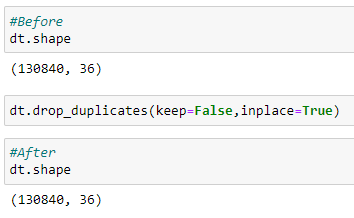 #Before
dt.shape
(130840, 36)
dt.drop_duplicates(keep=False,inplace=True)
#After
dt.shape
(130840, 36)